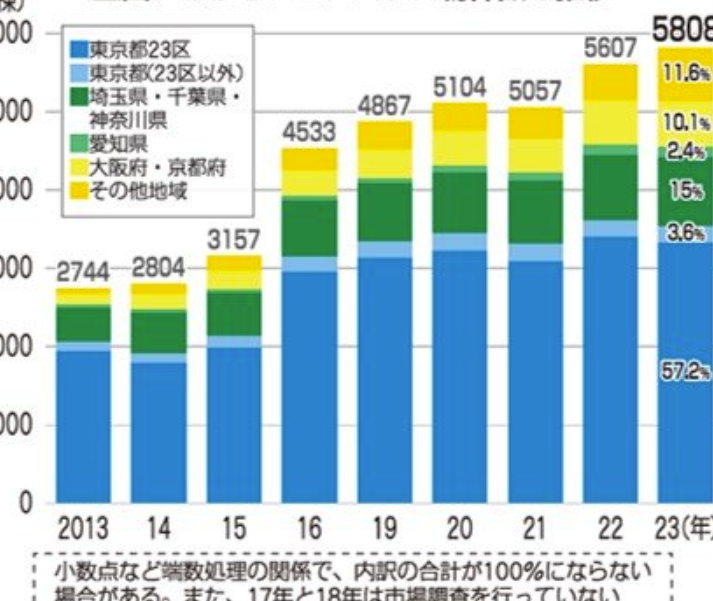 東京都23区
東京都(23区以外)
埼玉県・千葉県・
神奈川県
愛知県
大阪府・京都府
その他地域
2744
2804
3157
4533
4867
5104
5057
5607
5808
11.6%
10.1%
2.4%
15%
3.6%
57.2%
000
000
000
000
000
000
0
2013 14 15 16 19 20 21 22 23(年)
小数点など端数処理の関係で、内訳の合計が100%にならない
場合がある。また、17年と18年は市場調査を行っていない